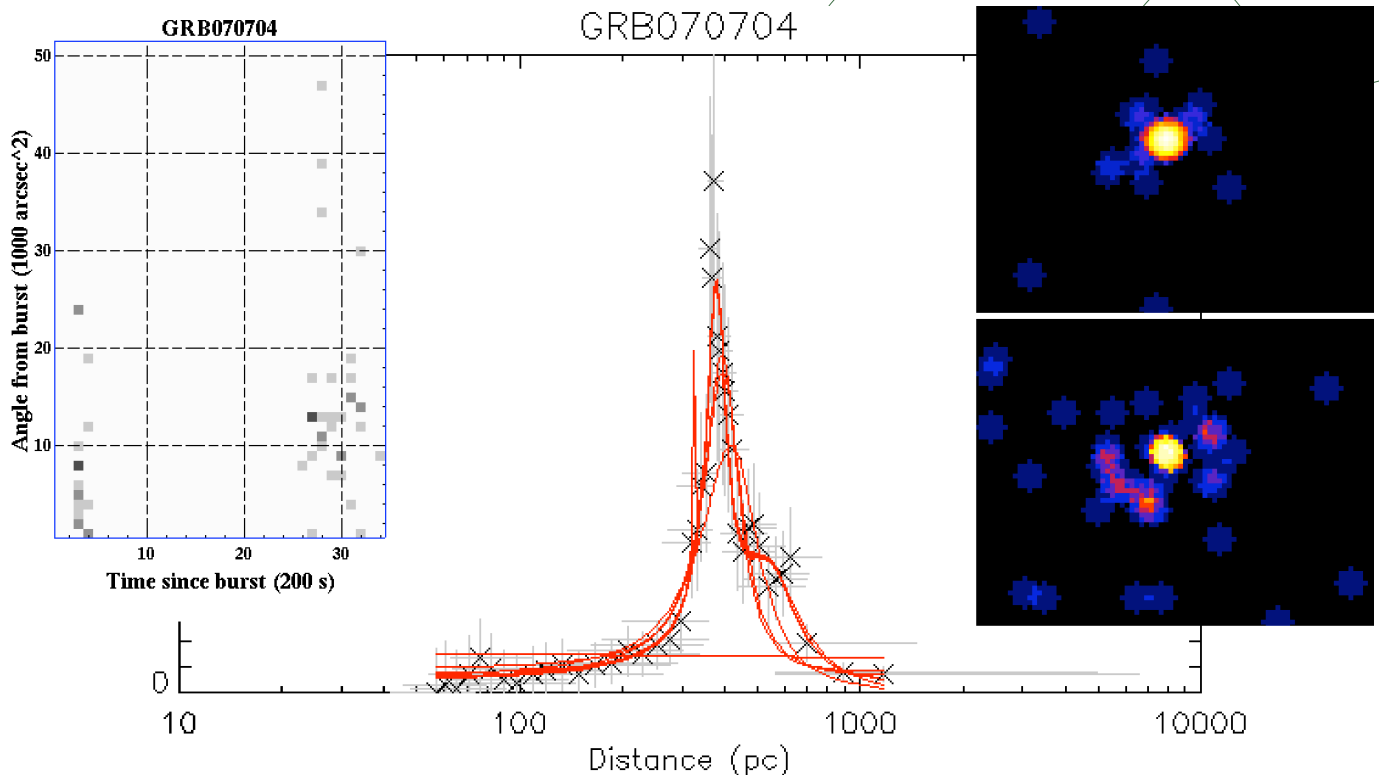 GRB070704
GRB070704
50
40
30
20
10
10 20 30
Angle from burst (1000 arcsec^2)
Time since burst (200 s)
0
10 100 1000 10000
Distance (pc)